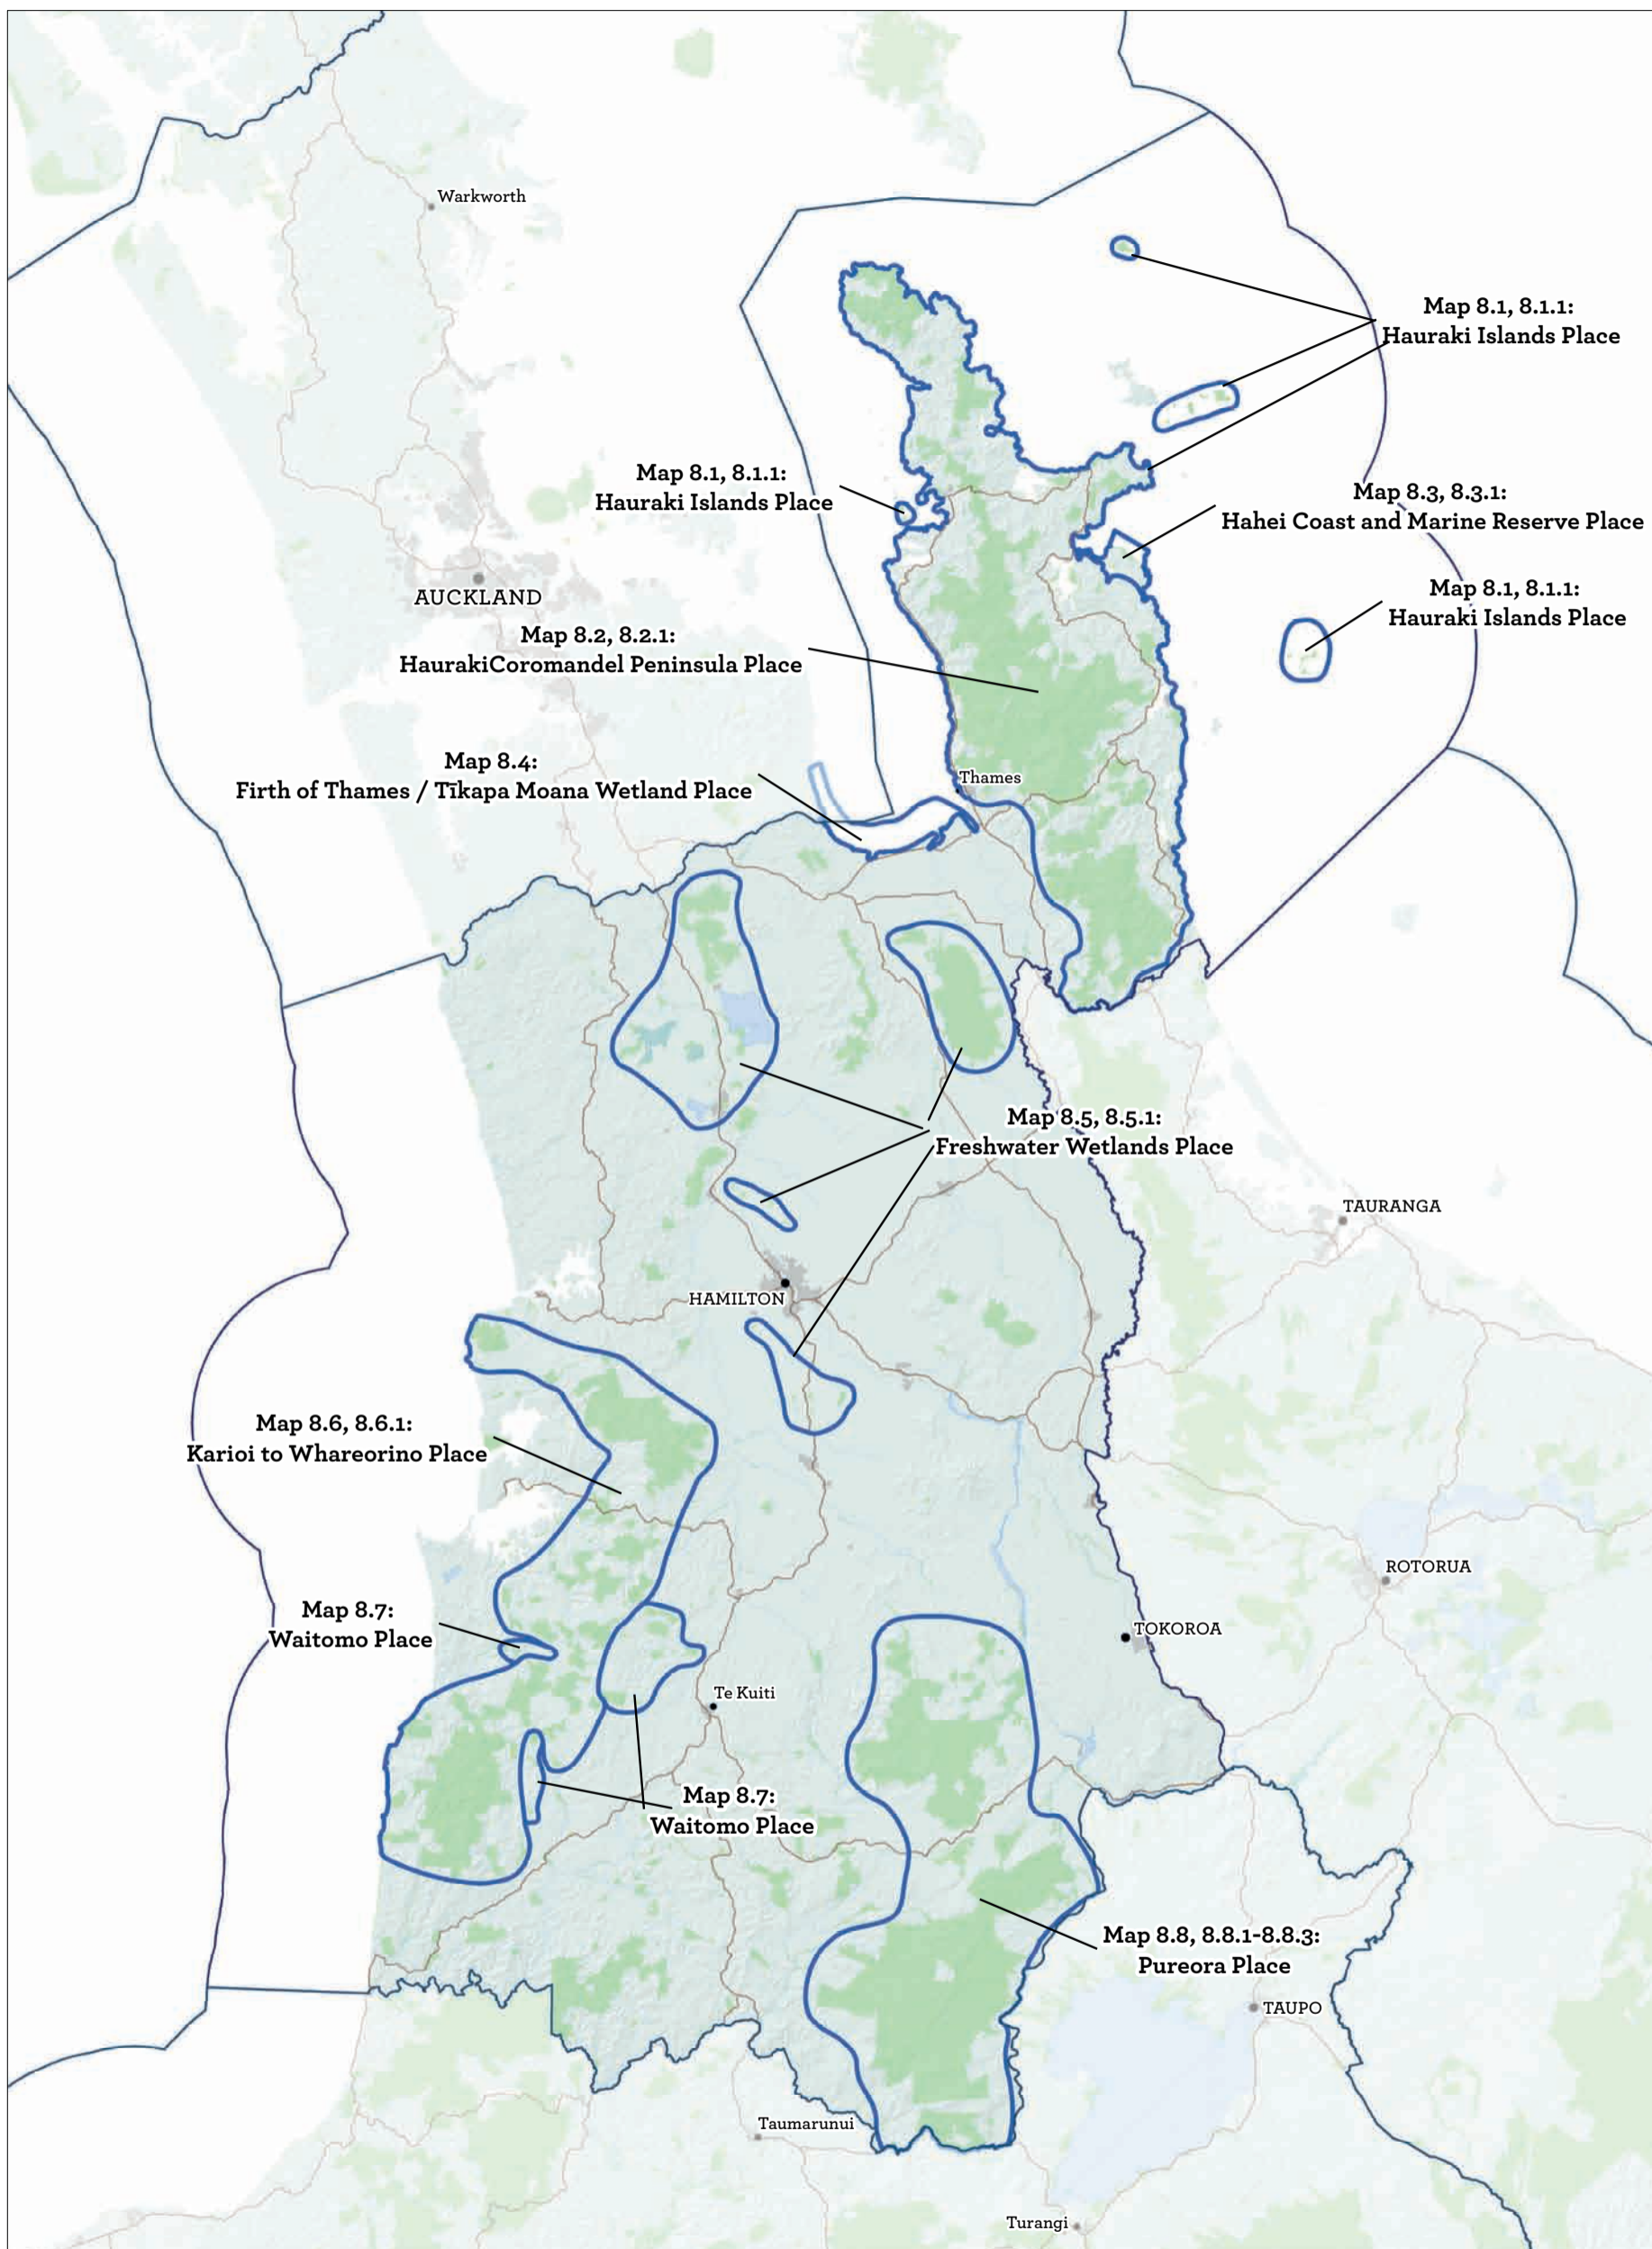 Warkworth
Map 8.1, 8.1.1:
Hauraki Islands Place
Map 8.1, 8.1.1:
Hauraki Islands Place
Map 8.3, 8.3.1:
Hahei Coast and Marine Reserve Place
AUCKLAND
Map 8.1, 8.1.1:
Hauraki Islands Place
Map 8.2, 8.2.1:
HaurakiCoromandel Peninsula Place
Map 8.4:
Firth of Thames / Tīkapa Moana Wetland Place
Thames
Map 8.5, 8.5.1:
Freshwater Wetlands Place
TAURANGA
HAMILTON
Map 8.6, 8.6.1:
Karioi to Whareorino Place
ROTORUA
Map 8.7:
Waitomo Place
TOKOROA
Te Kuiti
Map 8.7:
Waitomo Place
Map 8.8, 8.8.1-8.8.3:
Pureora Place
TAUPO
Taumarunui
Turangi